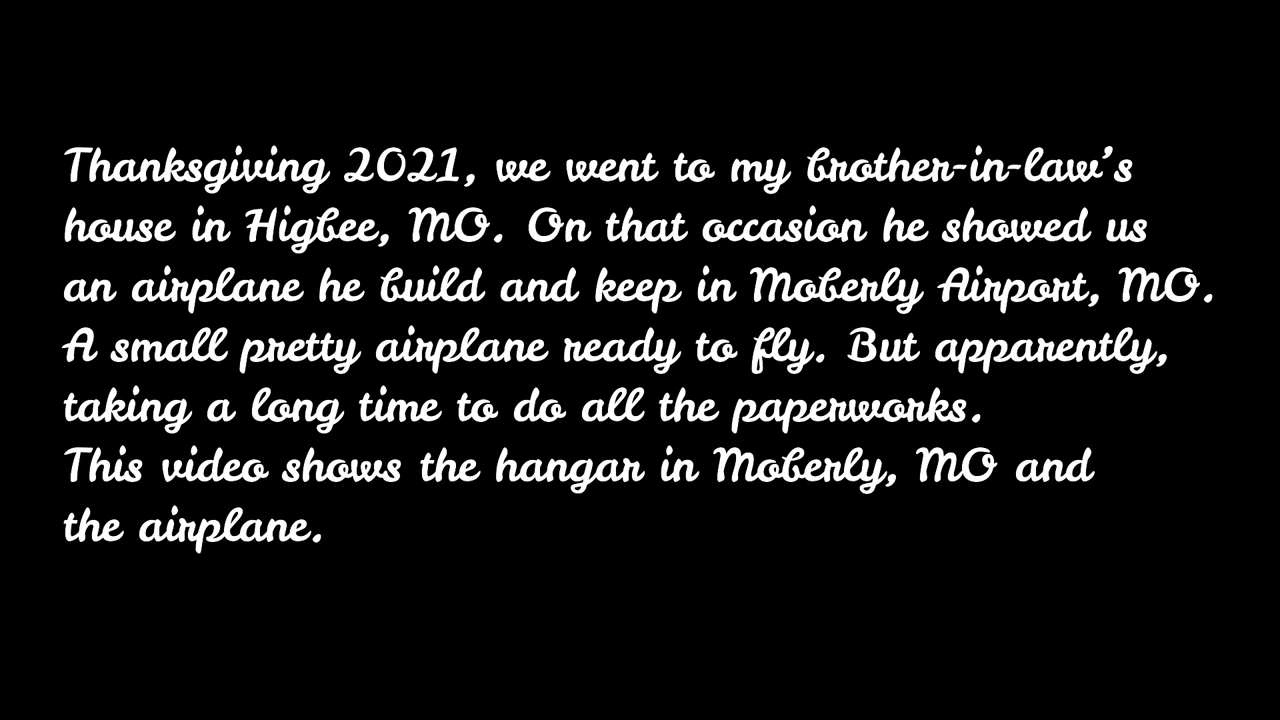 Thanksgiving 2021, we went to my brother-in-law's
house in Higbee, MO. On that occasion he showed us
an airplane he build and keep in Moberly Airport, MO.
A small pretty airplane ready to fly. But apparently,
taking a long time to do all the paperworks.
This video shows the hangar in Moberly, MO and
the airplane.